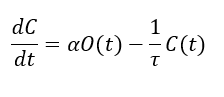 dC/dt = αO(t) − 1/τ C(t)